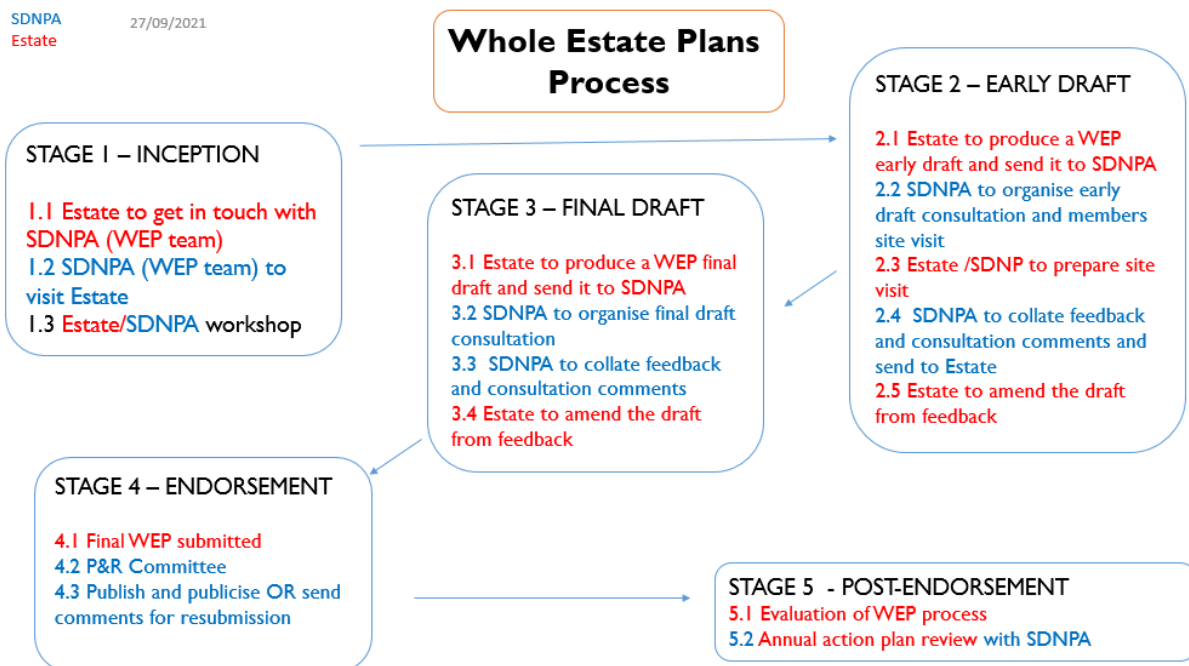 SDNPA
Estate
27/09/2021
Whole Estate Plans
Process
STAGE 1 – INCEPTION
1.1 Estate to get in touch with
SDNPA (WEP team)
1.2 SDNPA (WEP team) to
visit Estate
1.3 Estate/SDNPA workshop
STAGE 2 – EARLY DRAFT
2.1 Estate to produce a WEP
early draft and send it to SDNPA
2.2 SDNPA to organise early
draft consultation and members
site visit
2.3 Estate /SDNP to prepare site
visit
2.4 SDNPA to collate feedback
and consultation comments and
send to Estate
2.5 Estate to amend the draft
from feedback
STAGE 3 – FINAL DRAFT
3.1 Estate to produce a WEP final
draft and send it to SDNPA
3.2 SDNPA to organise final draft
consultation
3.3 SDNPA to collate feedback
and consultation comments
3.4 Estate to amend the draft
from feedback
STAGE 4 – ENDORSEMENT
4.1 Final WEP submitted
4.2 P&R Committee
4.3 Publish and publicise OR send
comments for resubmission
STAGE 5 - POST-ENDORSEMENT
5.1 Evaluation of WEP process
5.2 Annual action plan review with SDNPA